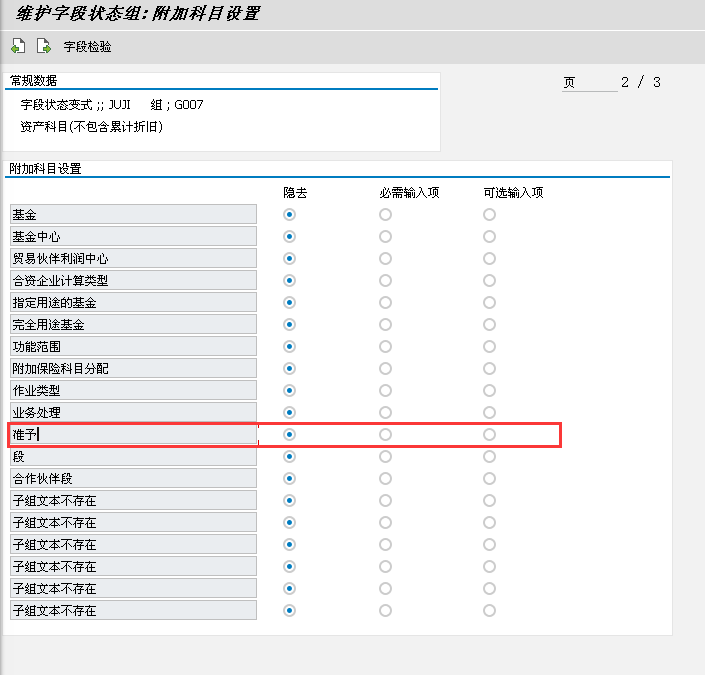 维护字段状态组:附加科目设置
字段检验
常规数据
页 2 / 3
字段状态变式 ;; JUJI 组 ; G007
资产科目(不包含累计折旧)
附加科目设置
隐去 必需输入项 可选输入项
基金
基金中心
贸易伙伴利润中心
合资企业计算类型
指定用途的基金
完全用途基金
功能范围
附加保险科目分配
作业类型
业务处理
准予
段
合作伙伴段
子组文本不存在
子组文本不存在
子组文本不存在
子组文本不存在
子组文本不存在
子组文本不存在